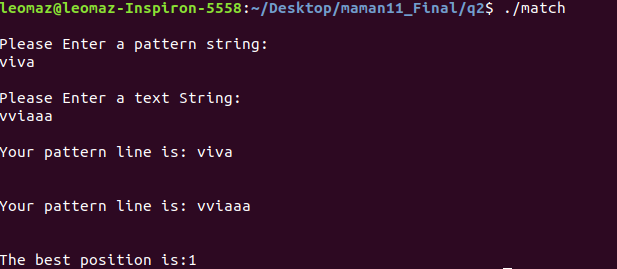 leomaz@leomaz-Inspiron-5558:~/Desktop/maman11_Final/q2$ ./match
Please Enter a pattern string:
viva
Please Enter a text String:
vviaaa
Your pattern line is: viva
Your pattern line is: vviaaa
The best position is:1